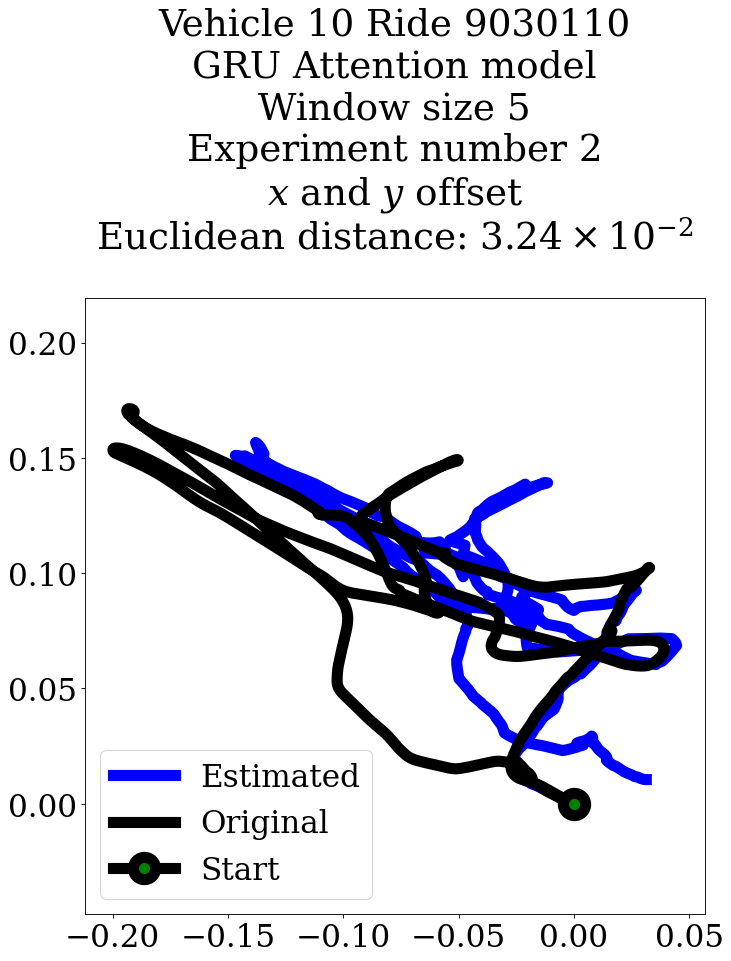 Vehicle 10 Ride 9030110
GRU Attention model
Window size 5
Experiment number 2
x and y offset
Euclidean distance: 3.24 × 10⁻²
0.20
0.15
0.10
0.05
0.00
Estimated
Original
Start
−0.20 −0.15 −0.10 −0.05 0.00 0.05